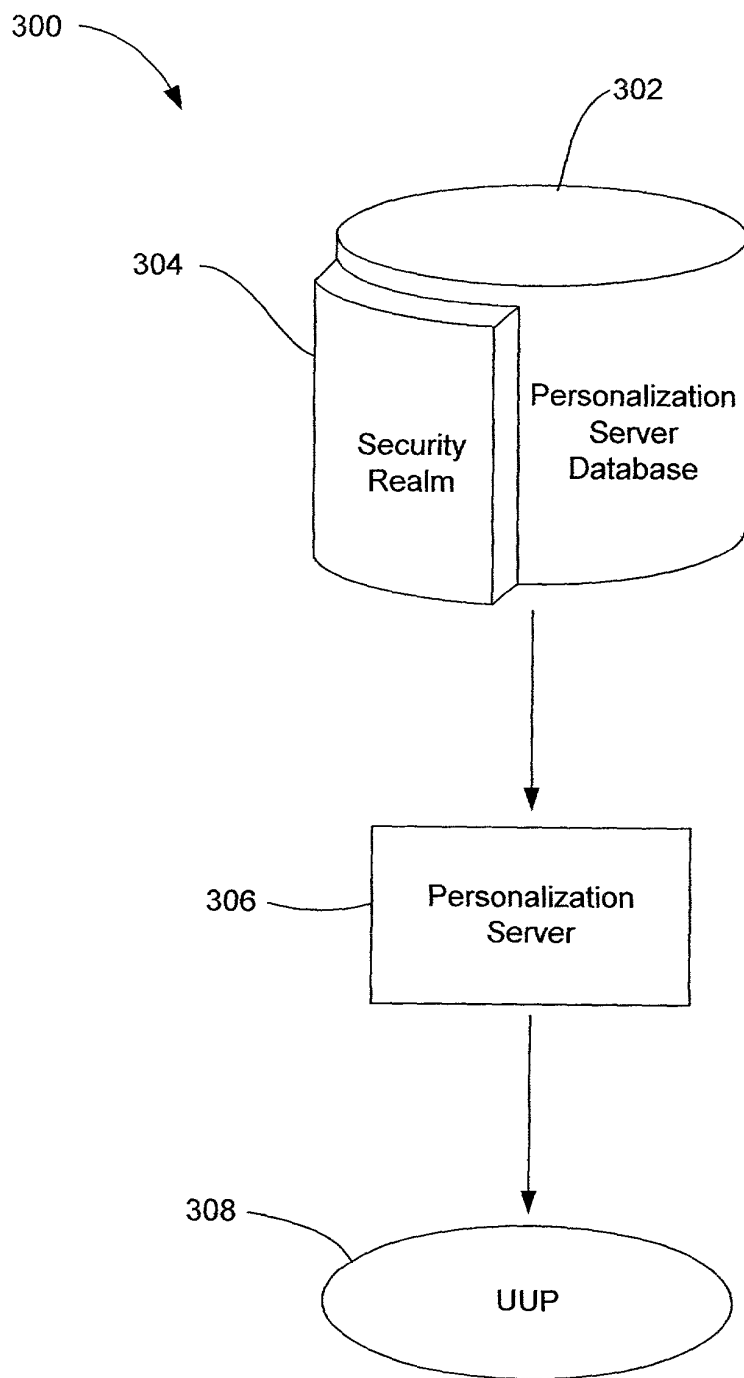 300
302
304
Personalization
Server
Database
Security
Realm
306
Personalization
Server
308
UUP